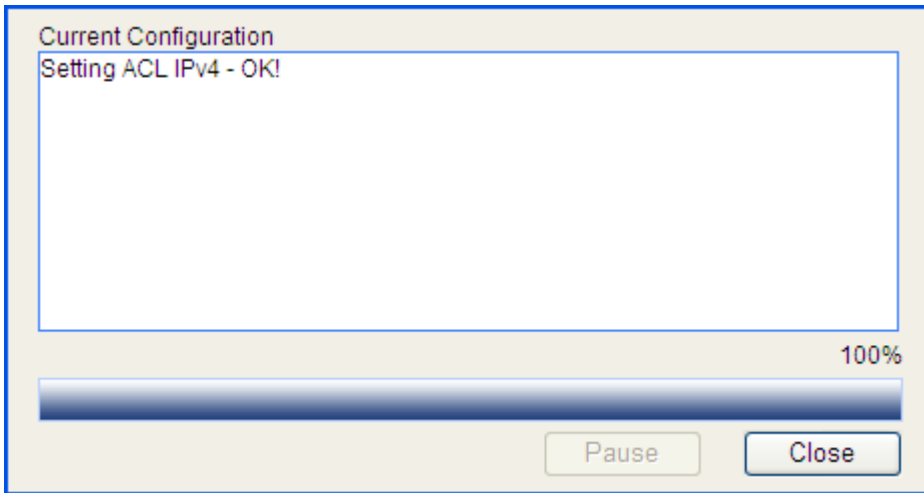 Current Configuration
Setting ACL IPv4 - OK!
100%
Pause
Close